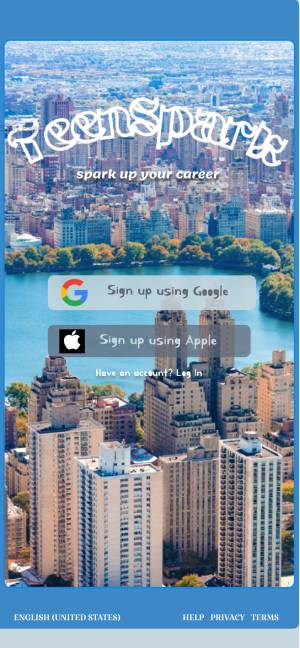 TeenSpark
spark up your career
Sign up using Google
Sign up using Apple
Have an account? Log In
ENGLISH (UNITED STATES) HELP PRIVACY TERMS